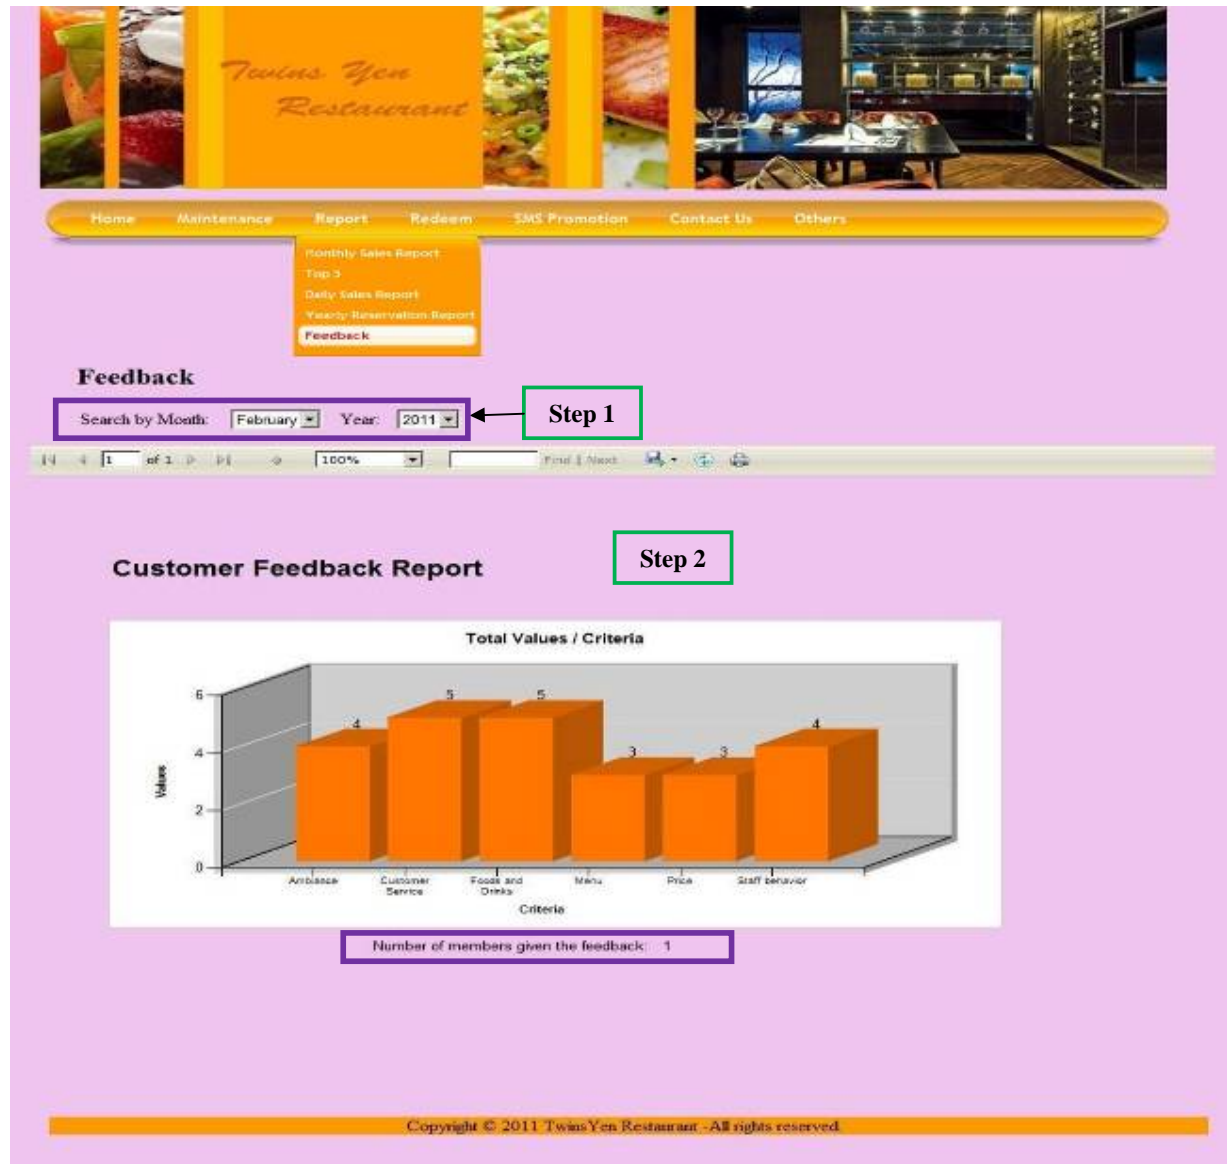 Twins Yen
Restaurant
Home Maintenance Report Redeem SMS Promotion Contact Us Others
Monthly Sales Report
Top 5
Daily Sales Report
Yearly Reservation Report
Feedback
Feedback
Search by Month: February Year: 2011
Step 1
1 of 1 100% Find | Next
Customer Feedback Report
Step 2
Total Values / Criteria
6
4
2
0
Values
4 5 5 3 3 4
Ambiance Customer Service Foods and Drinks Menu Price Staff behavior
Criteria
Number of members given the feedback: 1
Copyright © 2011 TwinsYen Restaurant -All rights reserved.